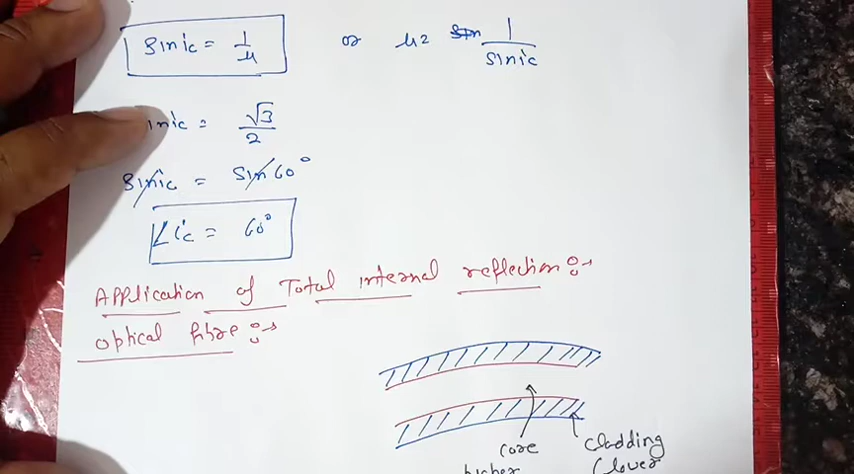 sin ic = 1/μ or μ = 1/sin ic
sin ic = √3/2
sin ic = sin 60°
∠ic = 60°
Application of Total internal reflection :→
optical fibre :→
core
cladding
higher
(lower